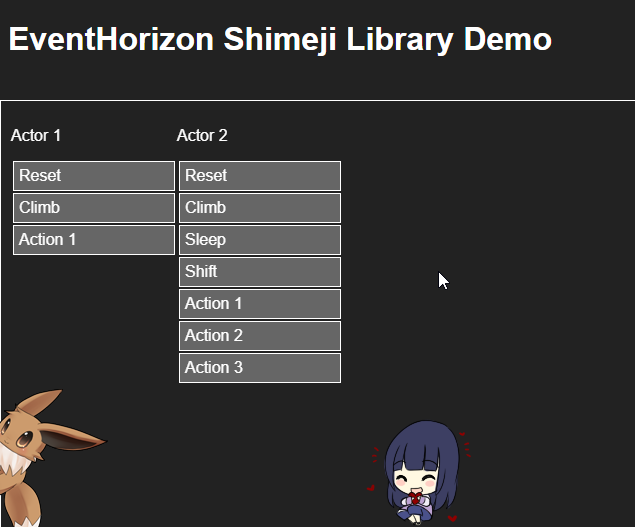 EventHorizon Shimeji Library Demo
Actor 1
Reset
Climb
Action 1
Actor 2
Reset
Climb
Sleep
Shift
Action 1
Action 2
Action 3